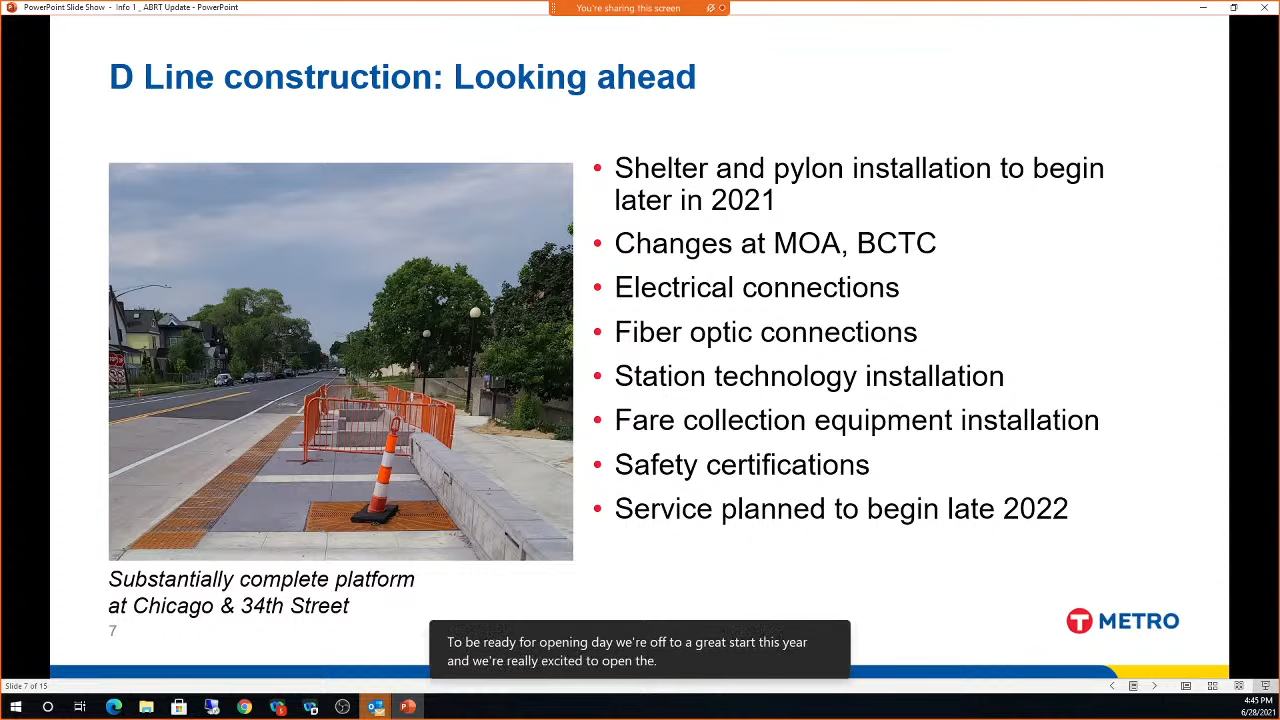 PowerPoint Slide Show - Info 1 _ ABRT Update - PowerPoint
You're sharing this screen
D Line construction: Looking ahead
• Shelter and pylon installation to begin
later in 2021
• Changes at MOA, BCTC
• Electrical connections
• Fiber optic connections
• Station technology installation
• Fare collection equipment installation
• Safety certifications
• Service planned to begin late 2022
Substantially complete platform
at Chicago & 34th Street
7
T METRO
To be ready for opening day we're off to a great start this year
and we're really excited to open the.
Slide 7 of 15
4:45 PM
6/28/2021